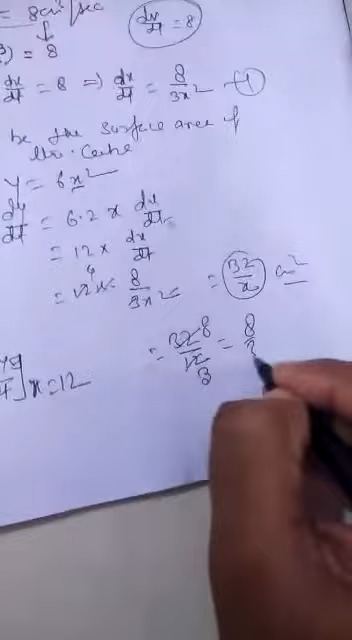 = 8cm³/sec
dv/dt = 8
³) = 8
dx/dt = 8 ⇒ dx/dt = 8/3x² (1)
be the surface area of
the cube
y = 6x²
dy/dt = 6.2x dx/dt
= 12x dx/dt
= 12x. 8/3x² = 32/x
= 32/12 = 8/3
]x=12